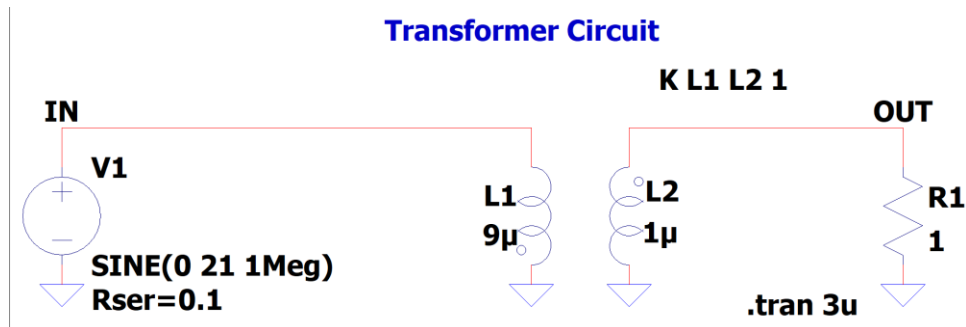 Transformer Circuit
K L1 L2 1
IN
OUT
V1
L1
9µ
L2
1µ
R1
1
SINE(0 21 1Meg)
Rser=0.1
.tran 3u